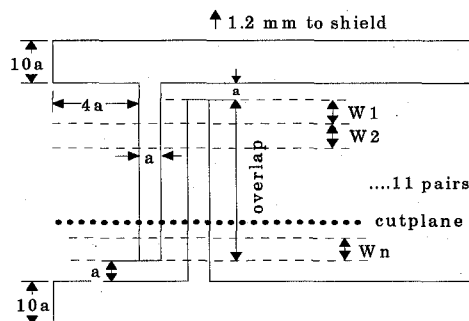 1.2 mm to shield
10a
a
4a
W1
W2
a
overlap
....11 pairs
cutplane
Wn
a
10a